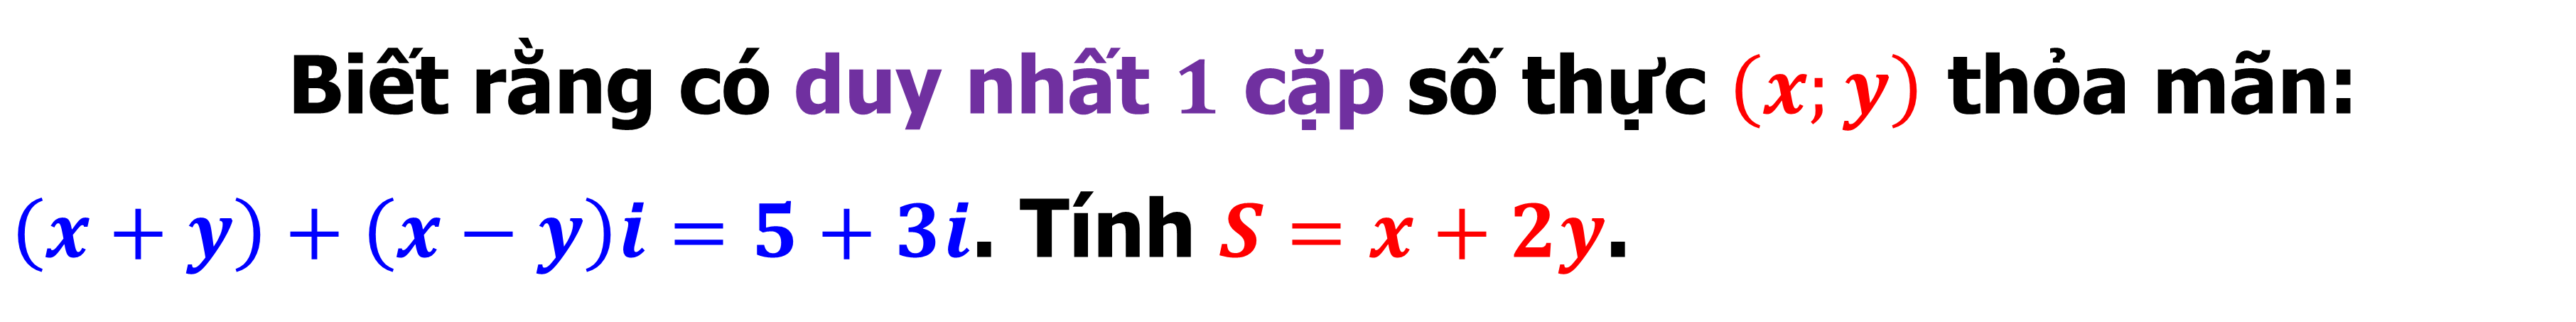 Biết rằng có duy nhất 1 cặp số thực (x; y) thỏa mãn:
(x + y) + (x − y)i = 5 + 3i. Tính S = x + 2y.